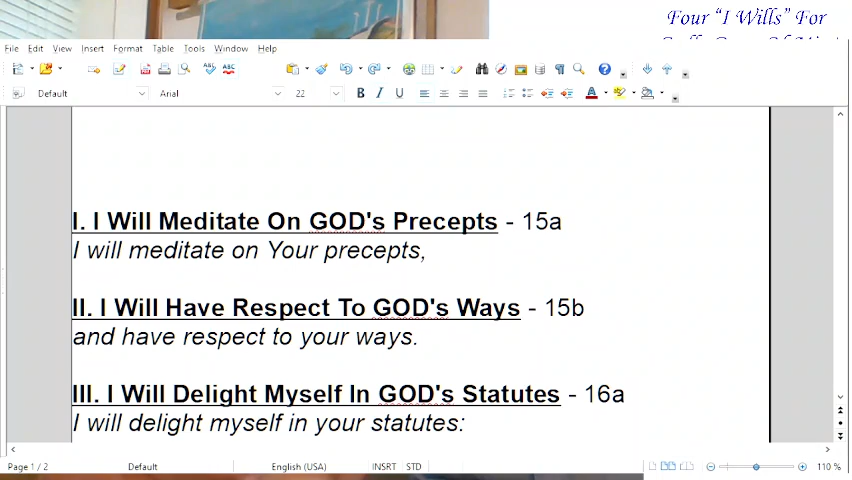 Four “I Wills” For
File Edit View Insert Format Table Tools Window Help
Default Arial 22 B I U
I. I Will Meditate On GOD's Precepts - 15a
I will meditate on Your precepts,
II. I Will Have Respect To GOD's Ways - 15b
and have respect to your ways.
III. I Will Delight Myself In GOD's Statutes - 16a
I will delight myself in your statutes:
Page 1 / 2 Default English (USA) INSRT STD 110 %